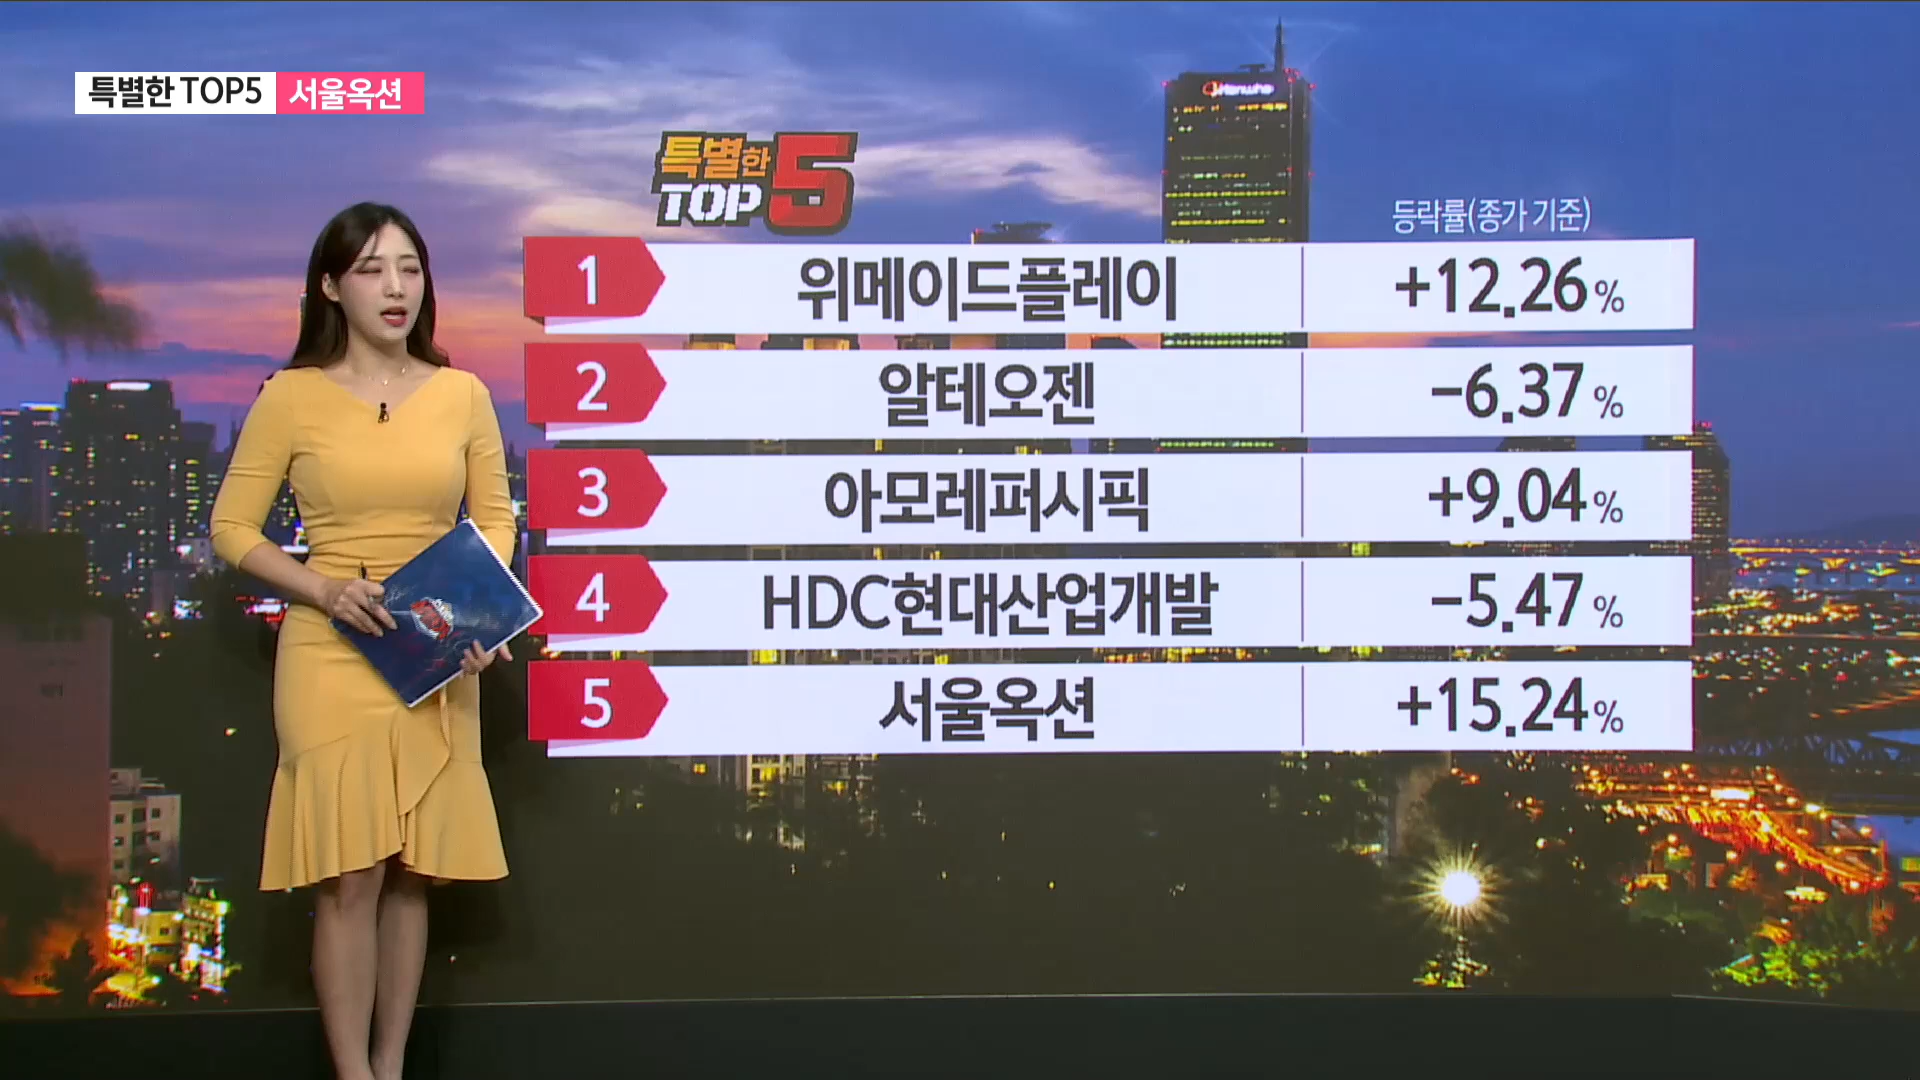 특별한 TOP5 서울옥션
Hanwha
특별한
TOP 5
등락률(종가 기준)
1 위메이드플레이 +12.26%
2 알테오젠 -6.37%
3 아모레퍼시픽 +9.04%
4 HDC현대산업개발 -5.47%
5 서울옥션 +15.24%